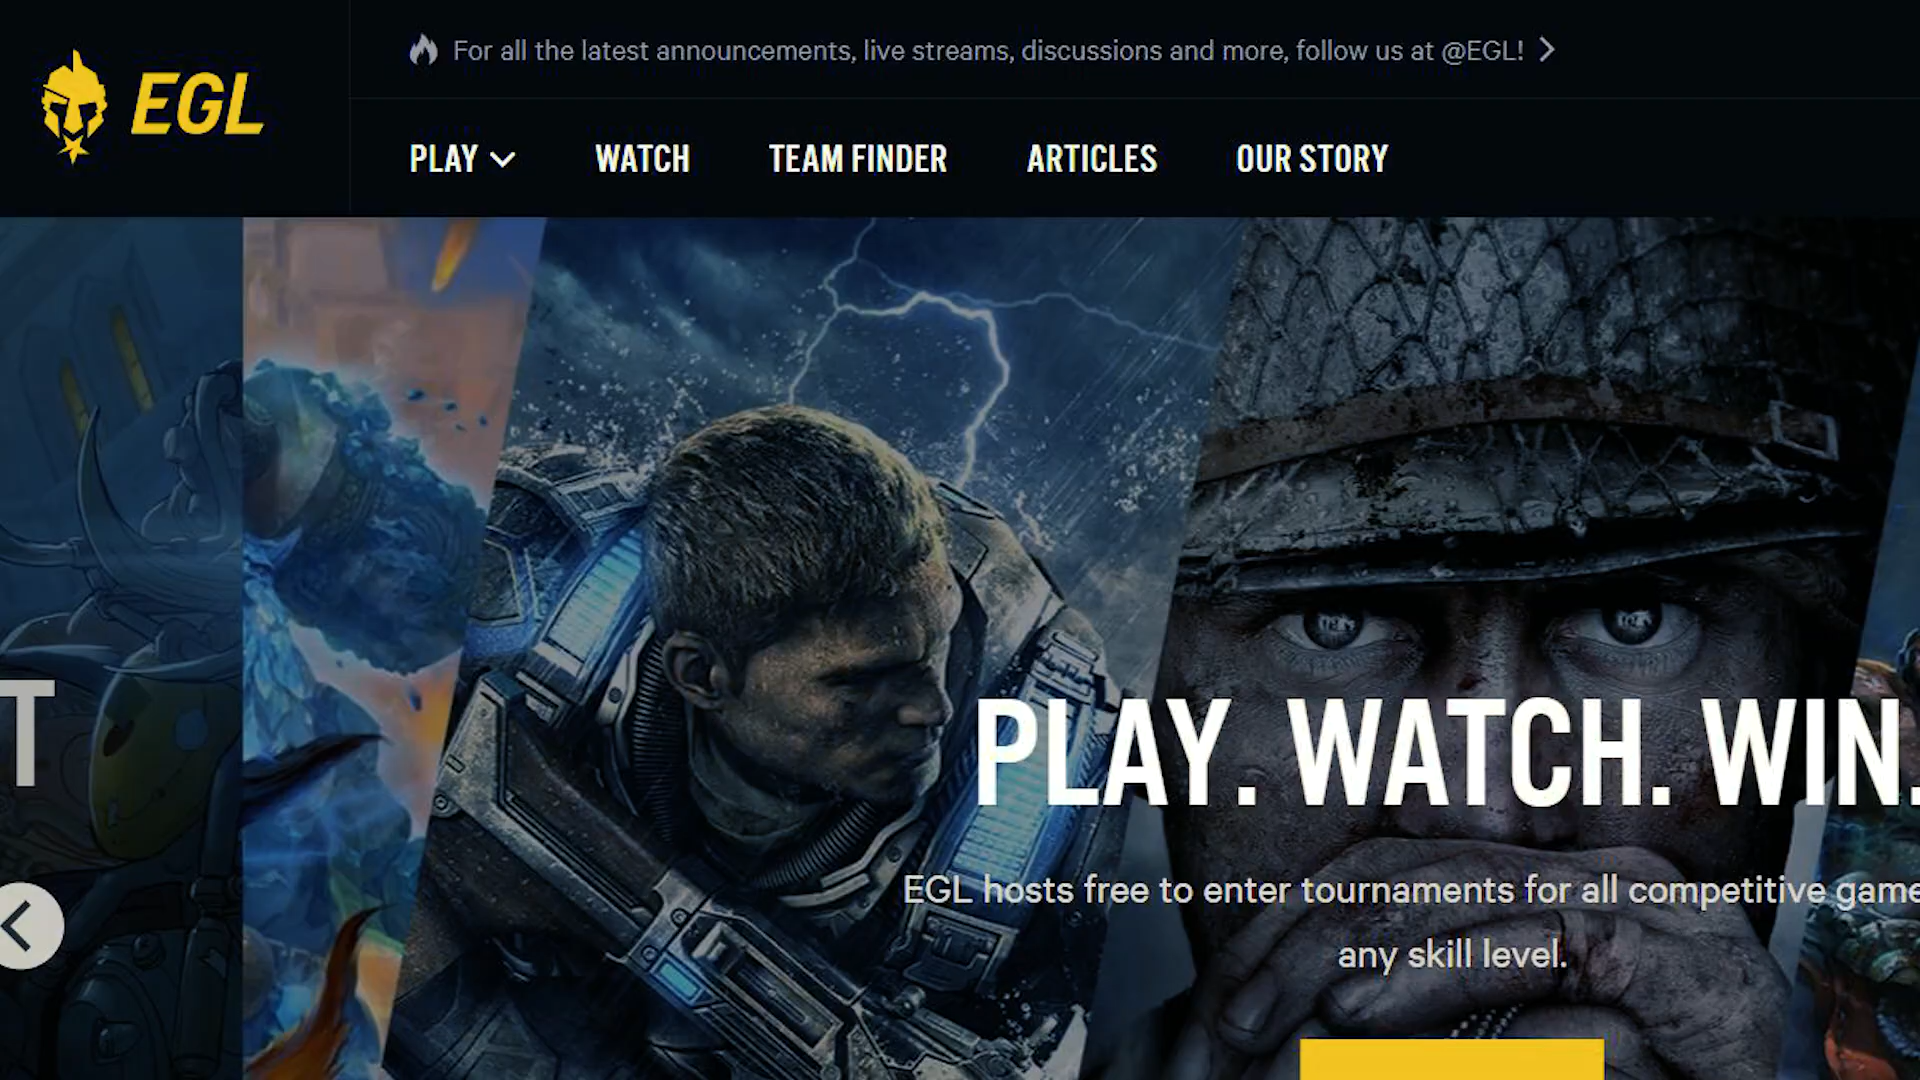 EGL
For all the latest announcements, live streams, discussions and more, follow us at @EGL!
PLAY
WATCH
TEAM FINDER
ARTICLES
OUR STORY
T
PLAY. WATCH. WIN.
EGL hosts free to enter tournaments for all competitive game
any skill level.